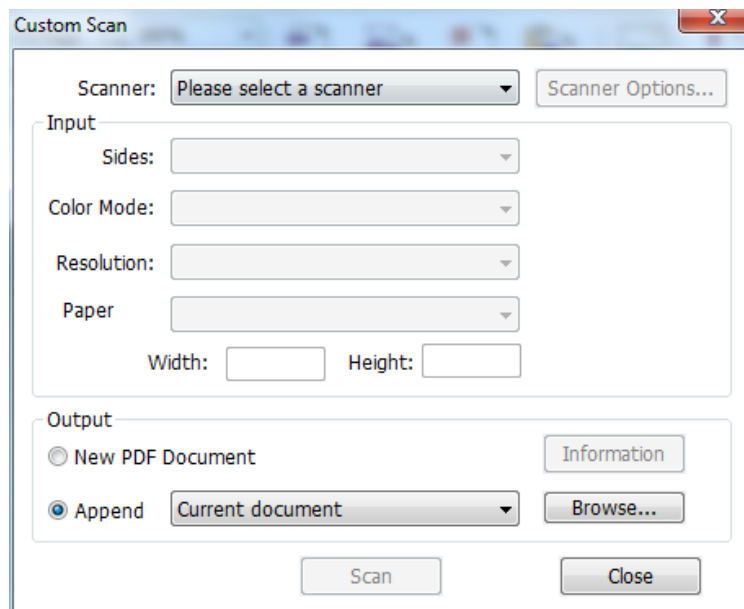 Custom Scan
Scanner: Please select a scanner Scanner Options...
Input
Sides:
Color Mode:
Resolution:
Paper
Width: Height:
Output
New PDF Document Information
Append Current document Browse...
Scan Close